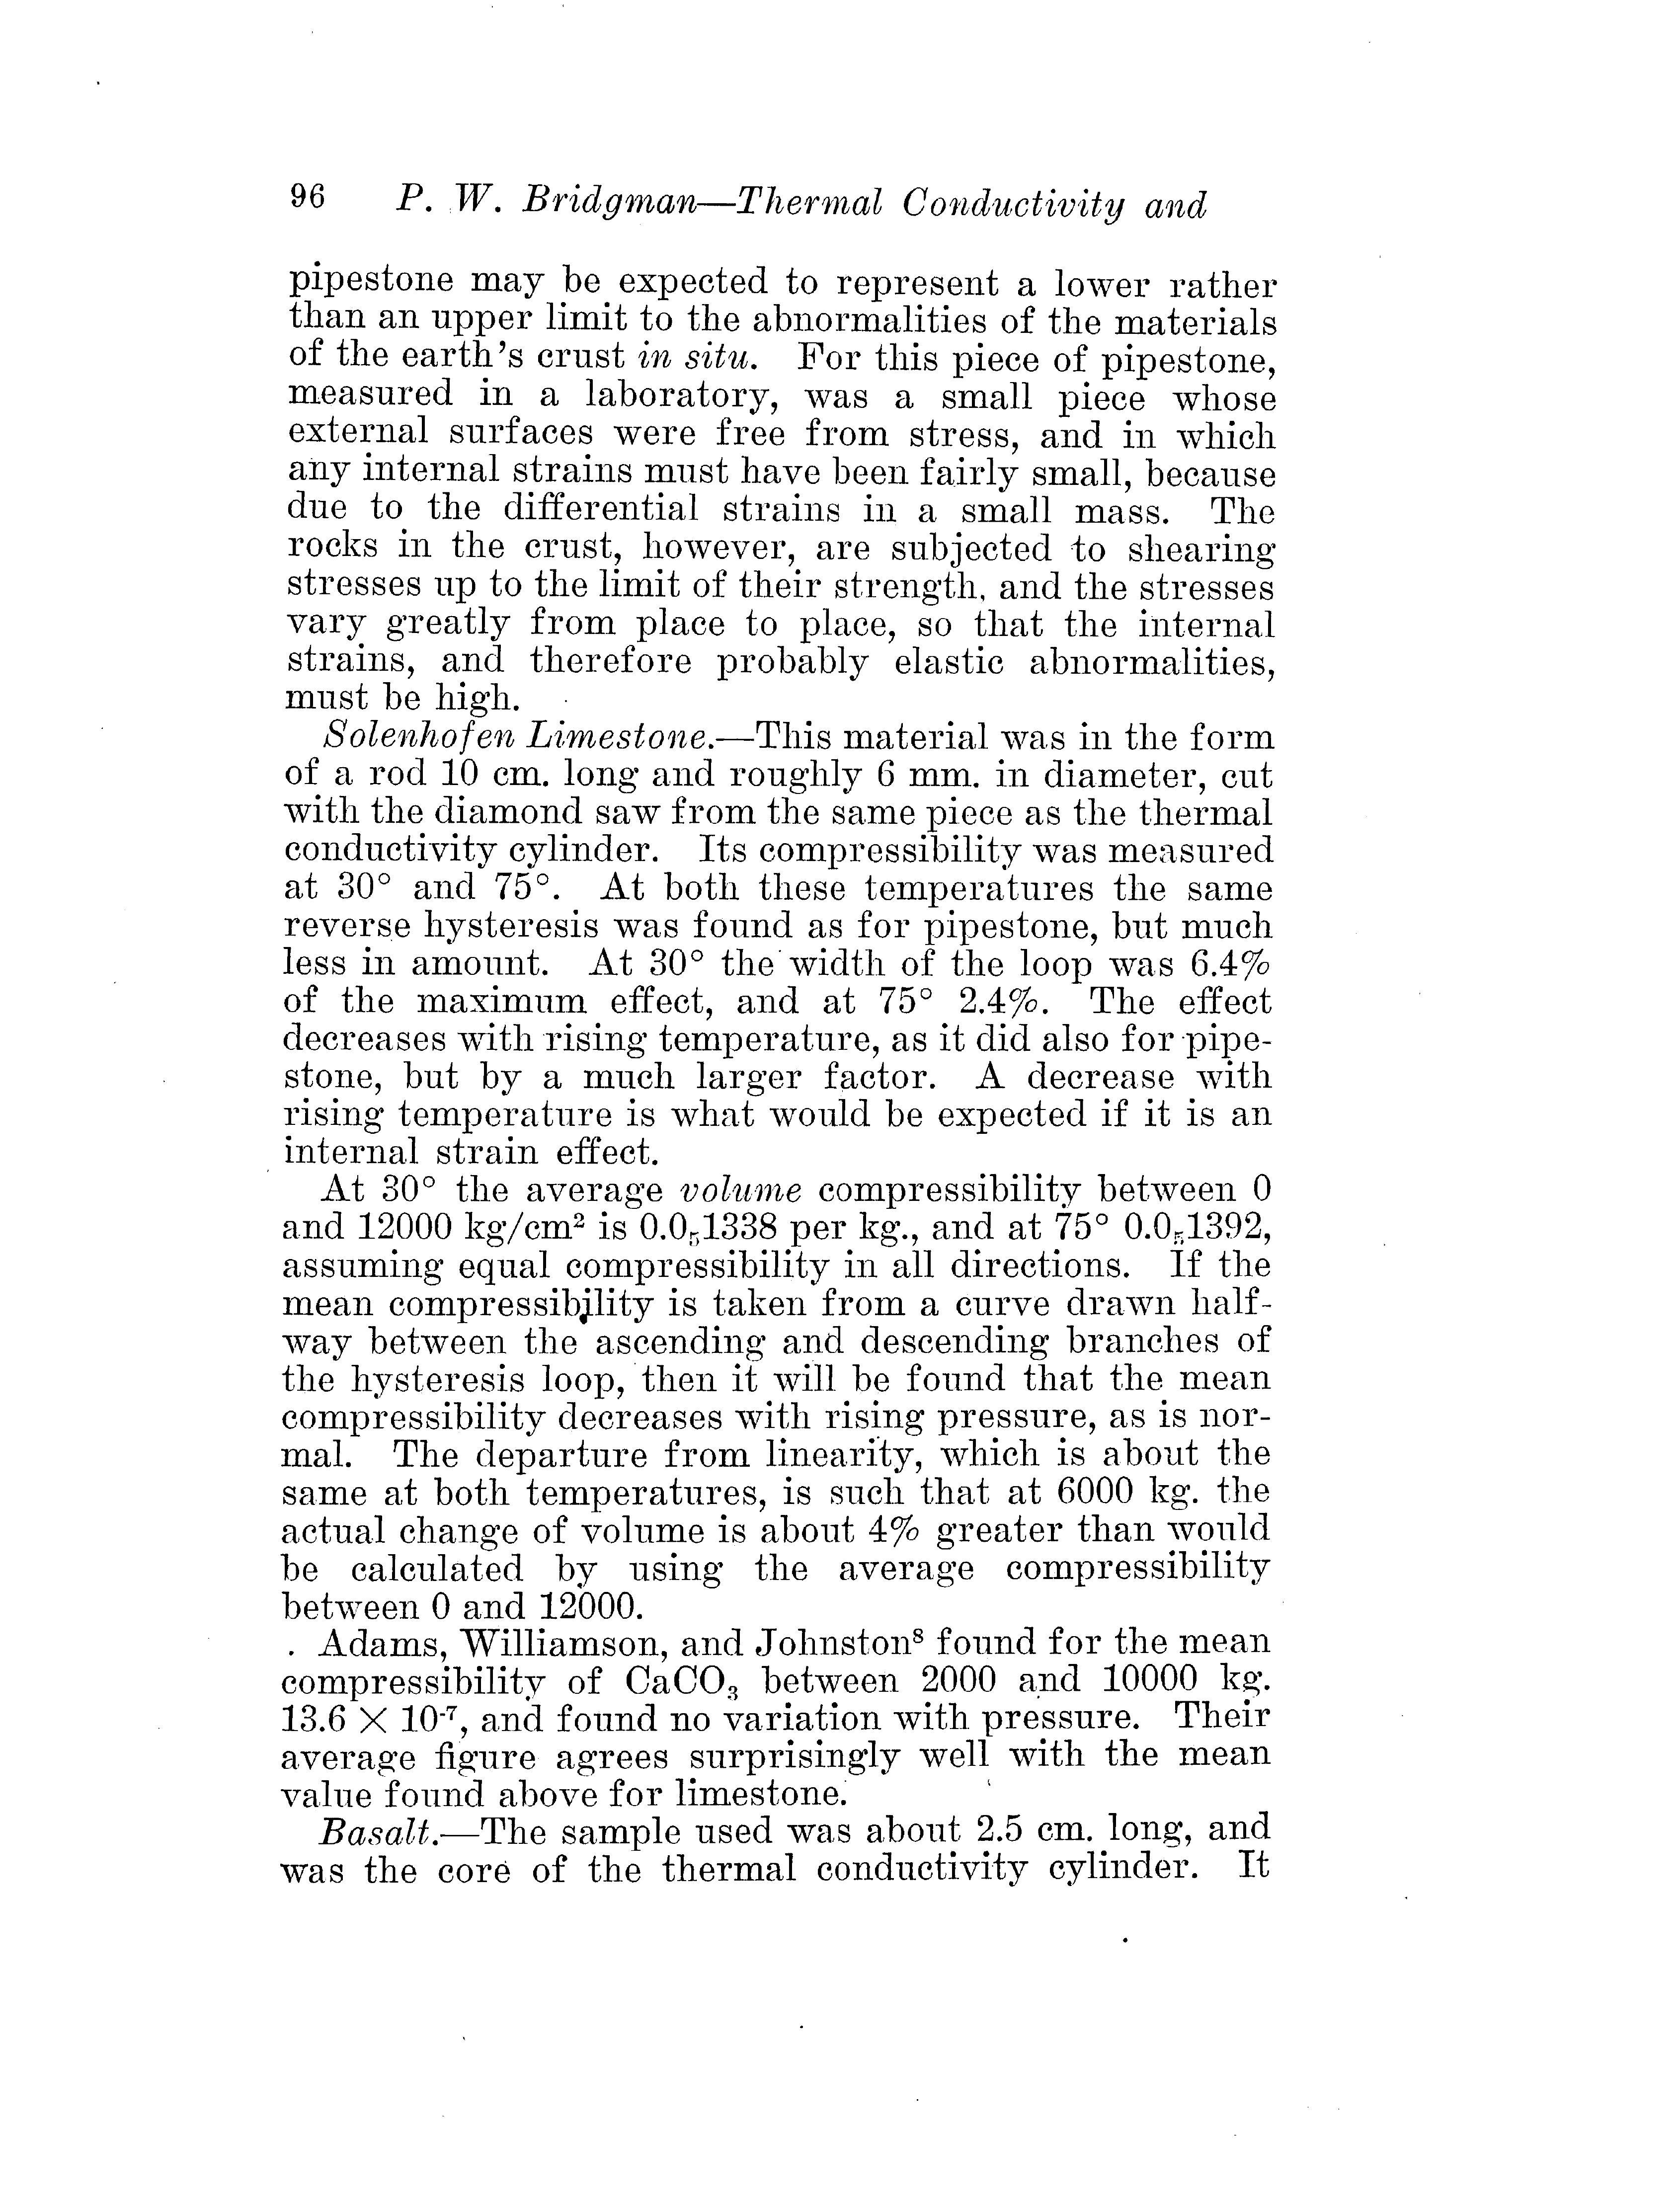 96 P. W. Bridgman—Thermal Conductivity and
pipestone may be expected to represent a lower rather
than an upper limit to the abnormalities of the materials
of the earth's crust in situ. For this piece of pipestone,
measured in a laboratory, was a small piece whose
external surfaces were free from stress, and in which
any internal strains must have been fairly small, because
due to the differential strains in a small mass. The
rocks in the crust, however, are subjected to shearing
stresses up to the limit of their strength, and the stresses
vary greatly from place to place, so that the internal
strains, and therefore probably elastic abnormalities,
must be high.
Solenhofen Limestone.—This material was in the form
of a rod 10 cm. long and roughly 6 mm. in diameter, cut
with the diamond saw from the same piece as the thermal
conductivity cylinder. Its compressibility was measured
at 30° and 75°. At both these temperatures the same
reverse hysteresis was found as for pipestone, but much
less in amount. At 30° the width of the loop was 6.4%
of the maximum effect, and at 75° 2.4%. The effect
decreases with rising temperature, as it did also for pipe-
stone, but by a much larger factor. A decrease with
rising temperature is what would be expected if it is an
internal strain effect.
At 30° the average volume compressibility between 0
and 12000 kg/cm² is 0.0₅1338 per kg., and at 75° 0.0₅1392,
assuming equal compressibility in all directions. If the
mean compressibility is taken from a curve drawn half-
way between the ascending and descending branches of
the hysteresis loop, then it will be found that the mean
compressibility decreases with rising pressure, as is nor-
mal. The departure from linearity, which is about the
same at both temperatures, is such that at 6000 kg. the
actual change of volume is about 4% greater than would
be calculated by using the average compressibility
between 0 and 12000.
Adams, Williamson, and Johnston⁸ found for the mean
compressibility of CaCO₃ between 2000 and 10000 kg.
13.6 × 10⁻⁷, and found no variation with pressure. Their
average figure agrees surprisingly well with the mean
value found above for limestone.
Basalt.—The sample used was about 2.5 cm. long, and
was the core of the thermal conductivity cylinder. It